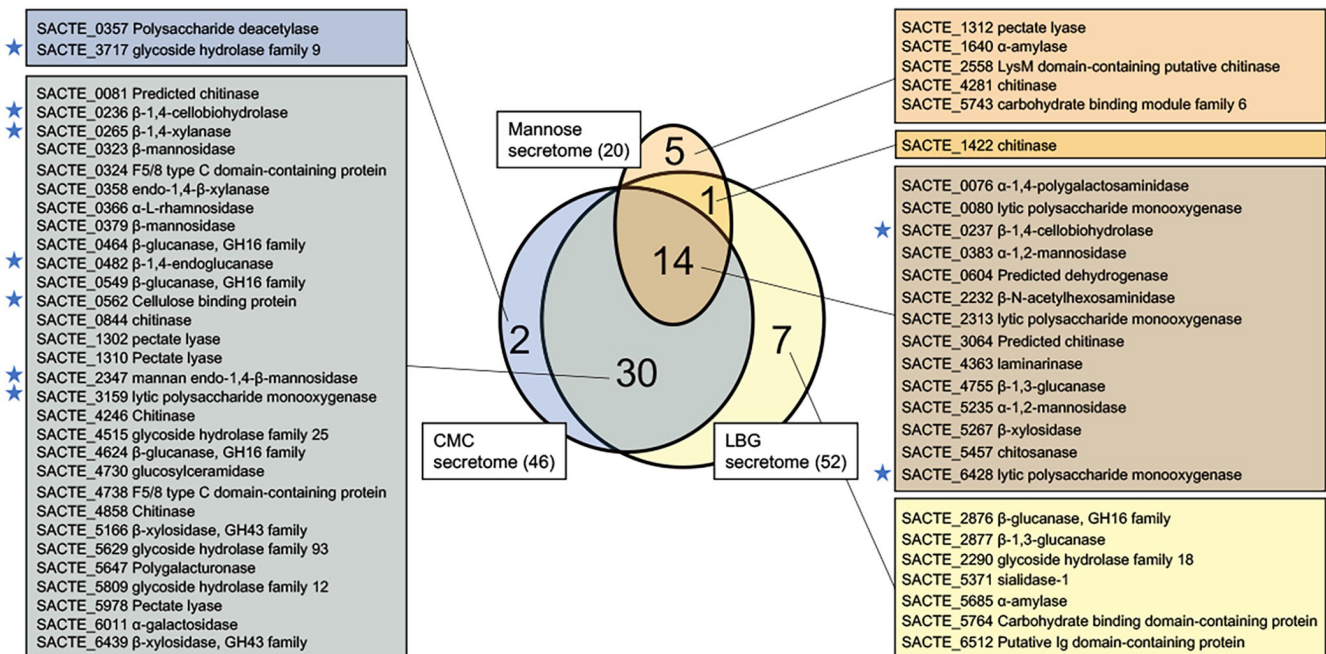 SACTE_0357 Polysaccharide deacetylase
SACTE_3717 glycoside hydrolase family 9
SACTE_0081 Predicted chitinase
SACTE_0236 β-1,4-cellobiohydrolase
SACTE_0265 β-1,4-xylanase
SACTE_0323 β-mannosidase
SACTE_0324 F5/8 type C domain-containing protein
SACTE_0358 endo-1,4-β-xylanase
SACTE_0366 α-L-rhamnosidase
SACTE_0379 β-mannosidase
SACTE_0464 β-glucanase, GH16 family
SACTE_0482 β-1,4-endoglucanase
SACTE_0549 β-glucanase, GH16 family
SACTE_0562 Cellulose binding protein
SACTE_0844 chitinase
SACTE_1302 pectate lyase
SACTE_1310 Pectate lyase
SACTE_2347 mannan endo-1,4-β-mannosidase
SACTE_3159 lytic polysaccharide monooxygenase
SACTE_4246 Chitinase
SACTE_4515 glycoside hydrolase family 25
SACTE_4624 β-glucanase, GH16 family
SACTE_4730 glucosylceramidase
SACTE_4738 F5/8 type C domain-containing protein
SACTE_4858 Chitinase
SACTE_5166 β-xylosidase, GH43 family
SACTE_5629 glycoside hydrolase family 93
SACTE_5647 Polygalacturonase
SACTE_5809 glycoside hydrolase family 12
SACTE_5978 Pectate lyase
SACTE_6011 α-galactosidase
SACTE_6439 β-xylosidase, GH43 family
Mannose
secretome (20)
5
1
14
2
30
7
CMC
secretome (46)
LBG
secretome (52)
SACTE_1312 pectate lyase
SACTE_1640 α-amylase
SACTE_2558 LysM domain-containing putative chitinase
SACTE_4281 chitinase
SACTE_5743 carbohydrate binding module family 6
SACTE_1422 chitinase
SACTE_0076 α-1,4-polygalactosaminidase
SACTE_0080 lytic polysaccharide monooxygenase
SACTE_0237 β-1,4-cellobiohydrolase
SACTE_0383 α-1,2-mannosidase
SACTE_0604 Predicted dehydrogenase
SACTE_2232 β-N-acetylhexosaminidase
SACTE_2313 lytic polysaccharide monooxygenase
SACTE_3064 Predicted chitinase
SACTE_4363 laminarinase
SACTE_4755 β-1,3-glucanase
SACTE_5235 α-1,2-mannosidase
SACTE_5267 β-xylosidase
SACTE_5457 chitosanase
SACTE_6428 lytic polysaccharide monooxygenase
SACTE_2876 β-glucanase, GH16 family
SACTE_2877 β-1,3-glucanase
SACTE_2290 glycoside hydrolase family 18
SACTE_5371 sialidase-1
SACTE_5685 α-amylase
SACTE_5764 Carbohydrate binding domain-containing protein
SACTE_6512 Putative Ig domain-containing protein